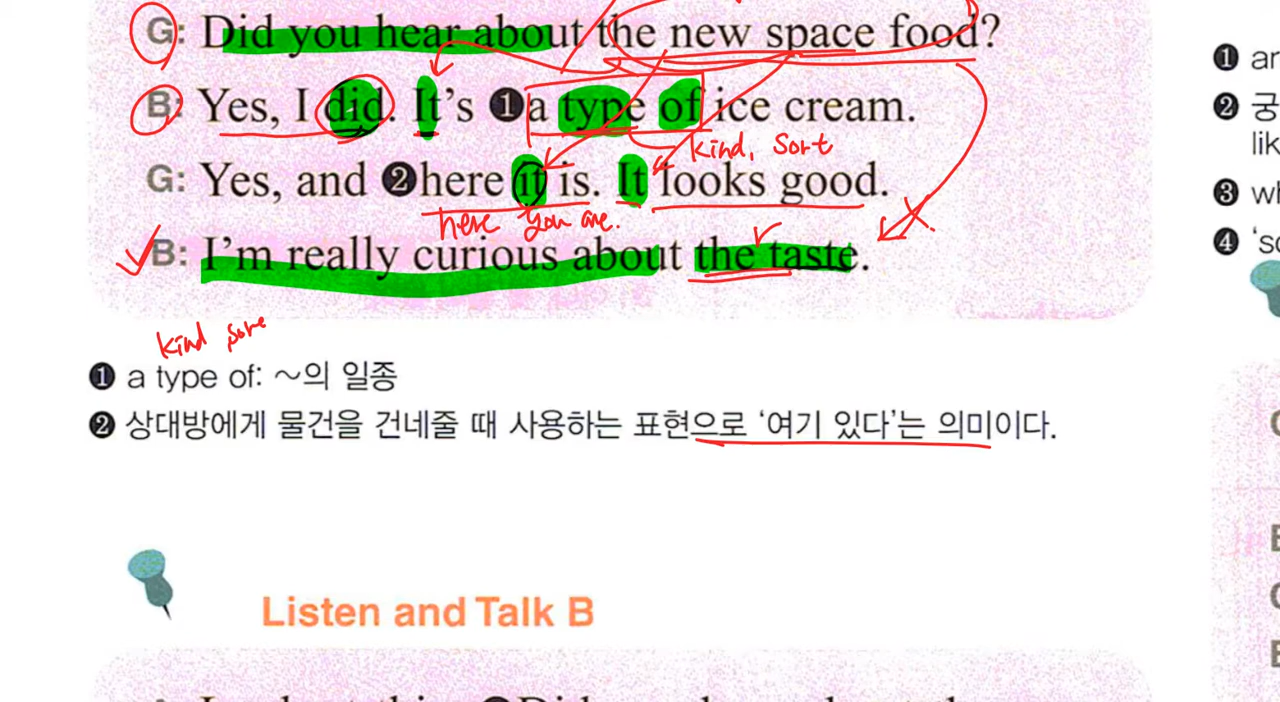 G: Did you hear about the new space food?
B: Yes, I did. It's ❶a type of ice cream.
kind, sort
G: Yes, and ❷here it is. It looks good.
here you are.
B: I'm really curious about the taste.
kind sort
❶ a type of: ～의 일종
❷ 상대방에게 물건을 건네줄 때 사용하는 표현으로 '여기 있다'는 의미이다.
Listen and Talk B
❶
❷ 궁
lik
❸ wh
❹